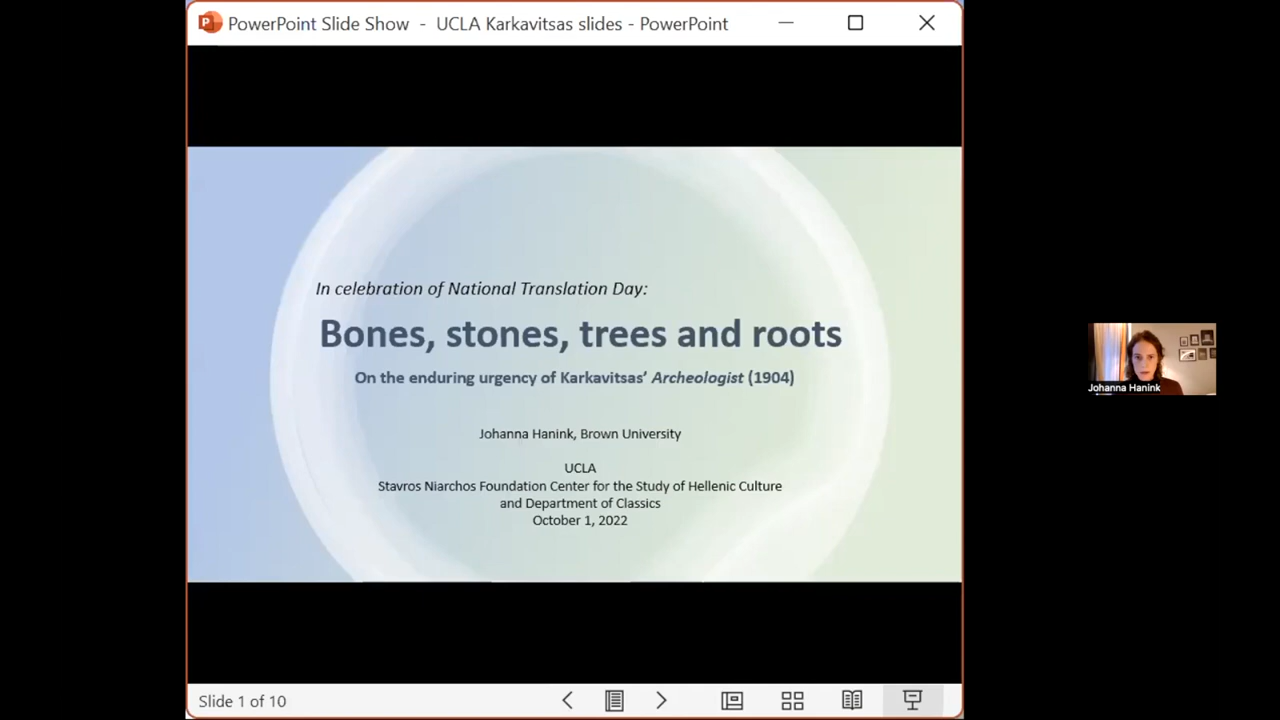 PowerPoint Slide Show - UCLA Karkavitsas slides - PowerPoint
In celebration of National Translation Day:
Bones, stones, trees and roots
On the enduring urgency of Karkavitsas’ Archeologist (1904)
Johanna Hanink, Brown University
UCLA
Stavros Niarchos Foundation Center for the Study of Hellenic Culture
and Department of Classics
October 1, 2022
Johanna Hanink
Slide 1 of 10